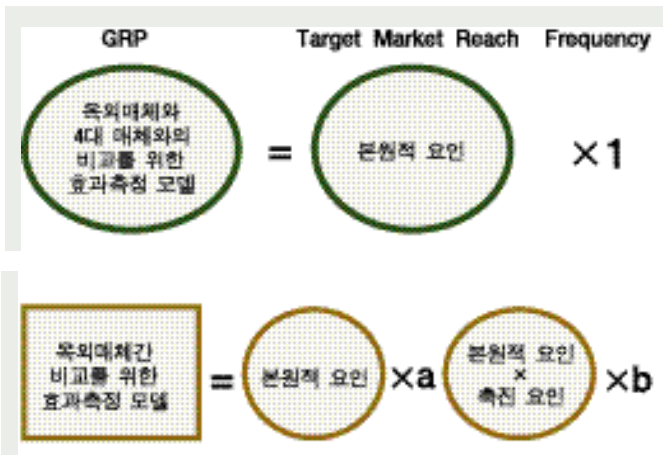 GRP Target Market Reach Frequency
옥외매체와
4대 매체와의
비교를 위한
효과측정 모델
=
본원적 요인
×1
옥외매체간
비교를 위한
효과측정 모델
=
본원적 요인
×a
본원적 요인
×
촉진 요인
×b